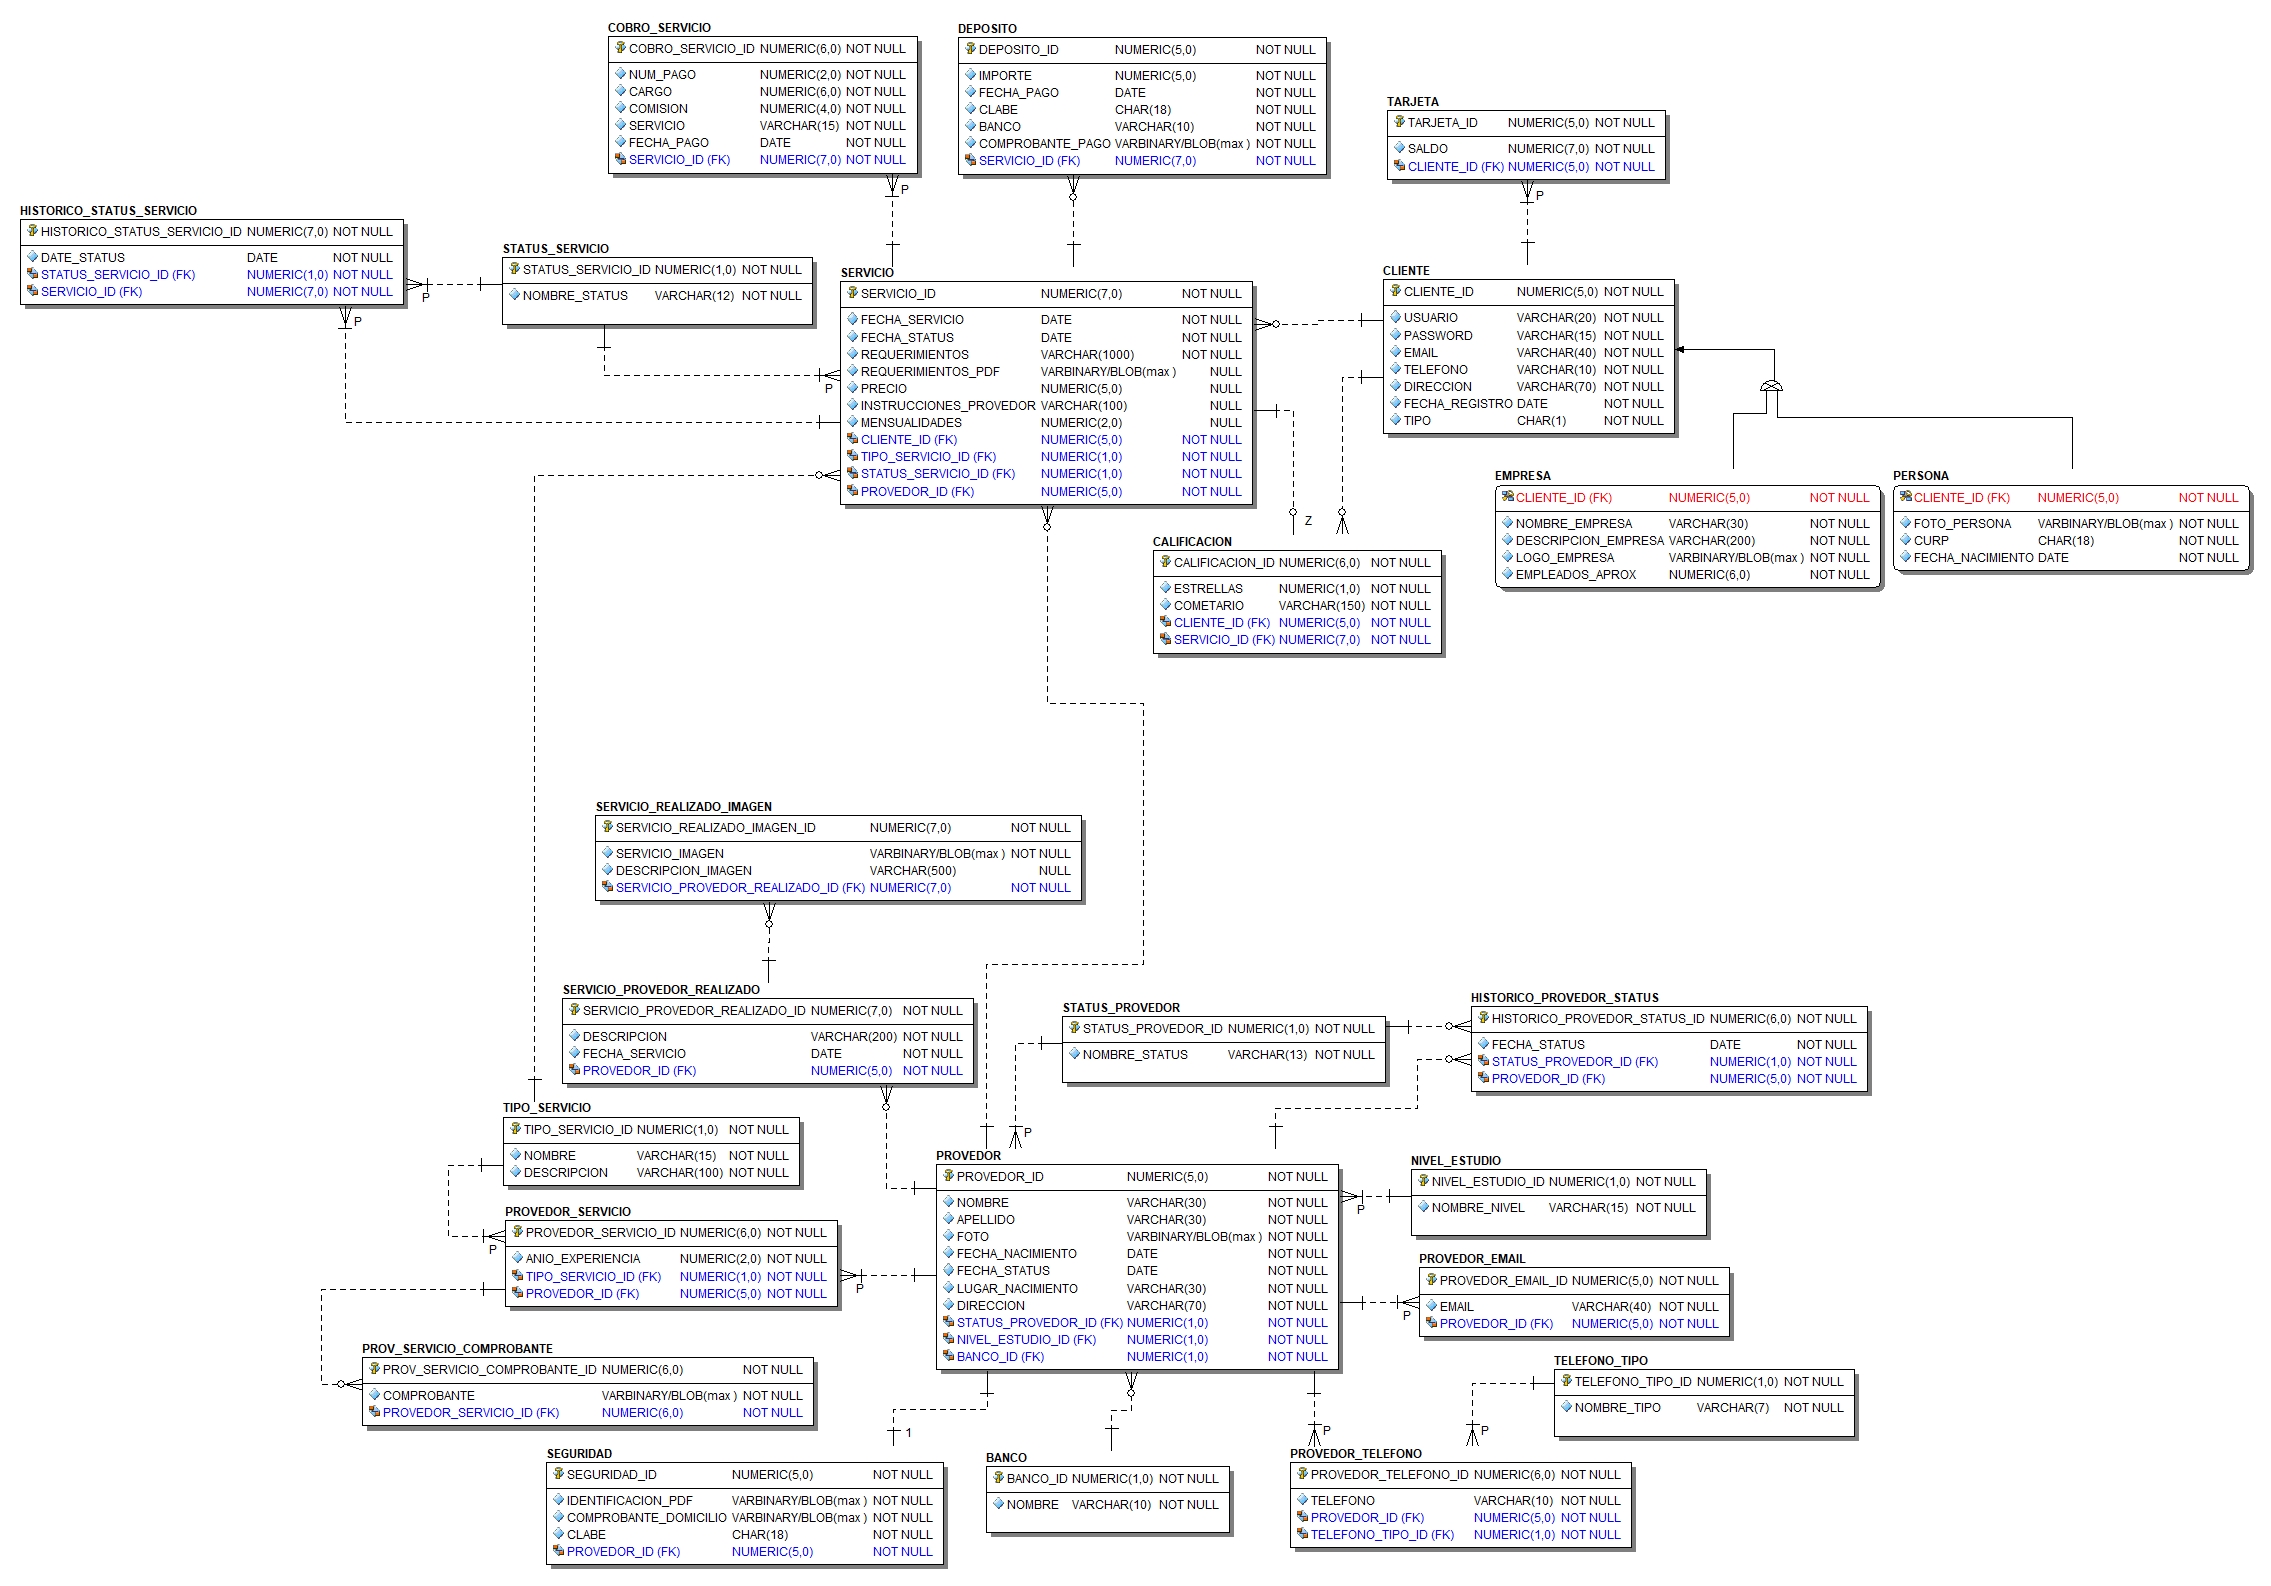 COBRO_SERVICIO
COBRO_SERVICIO_ID NUMERIC(6,0) NOT NULL
NUM_PAGO NUMERIC(2,0) NOT NULL
CARGO NUMERIC(6,0) NOT NULL
COMISION NUMERIC(4,0) NOT NULL
SERVICIO VARCHAR(15) NOT NULL
FECHA_PAGO DATE NOT NULL
SERVICIO_ID (FK) NUMERIC(7,0) NOT NULL
P
DEPOSITO
DEPOSITO_ID NUMERIC(5,0) NOT NULL
IMPORTE NUMERIC(5,0) NOT NULL
FECHA_PAGO DATE NOT NULL
CLABE CHAR(18) NOT NULL
BANCO VARCHAR(10) NOT NULL
COMPROBANTE_PAGO VARBINARY/BLOB(max ) NOT NULL
SERVICIO_ID (FK) NUMERIC(7,0) NOT NULL
TARJETA
TARJETA_ID NUMERIC(5,0) NOT NULL
SALDO NUMERIC(7,0) NOT NULL
CLIENTE_ID (FK) NUMERIC(5,0) NOT NULL
P
HISTORICO_STATUS_SERVICIO
HISTORICO_STATUS_SERVICIO_ID NUMERIC(7,0) NOT NULL
DATE_STATUS DATE NOT NULL
STATUS_SERVICIO_ID (FK) NUMERIC(1,0) NOT NULL
SERVICIO_ID (FK) NUMERIC(7,0) NOT NULL
P
P
STATUS_SERVICIO
STATUS_SERVICIO_ID NUMERIC(1,0) NOT NULL
NOMBRE_STATUS VARCHAR(12) NOT NULL
SERVICIO
SERVICIO_ID NUMERIC(7,0) NOT NULL
FECHA_SERVICIO DATE NOT NULL
FECHA_STATUS DATE NOT NULL
REQUERIMIENTOS VARCHAR(1000) NOT NULL
REQUERIMIENTOS_PDF VARBINARY/BLOB(max ) NULL
PRECIO NUMERIC(5,0) NULL
INSTRUCCIONES_PROVEDOR VARCHAR(100) NULL
MENSUALIDADES NUMERIC(2,0) NULL
CLIENTE_ID (FK) NUMERIC(5,0) NOT NULL
TIPO_SERVICIO_ID (FK) NUMERIC(1,0) NOT NULL
STATUS_SERVICIO_ID (FK) NUMERIC(1,0) NOT NULL
PROVEDOR_ID (FK) NUMERIC(5,0) NOT NULL
P
CLIENTE
CLIENTE_ID NUMERIC(5,0) NOT NULL
USUARIO VARCHAR(20) NOT NULL
PASSWORD VARCHAR(15) NOT NULL
EMAIL VARCHAR(40) NOT NULL
TELEFONO VARCHAR(10) NOT NULL
DIRECCION VARCHAR(70) NOT NULL
FECHA_REGISTRO DATE NOT NULL
TIPO CHAR(1) NOT NULL
EMPRESA
CLIENTE_ID (FK) NUMERIC(5,0) NOT NULL
NOMBRE_EMPRESA VARCHAR(30) NOT NULL
DESCRIPCION_EMPRESA VARCHAR(200) NOT NULL
LOGO_EMPRESA VARBINARY/BLOB(max ) NOT NULL
EMPLEADOS_APROX NUMERIC(6,0) NOT NULL
PERSONA
CLIENTE_ID (FK) NUMERIC(5,0) NOT NULL
FOTO_PERSONA VARBINARY/BLOB(max ) NOT NULL
CURP CHAR(18) NOT NULL
FECHA_NACIMIENTO DATE NOT NULL
Z
CALIFICACION
CALIFICACION_ID NUMERIC(6,0) NOT NULL
ESTRELLAS NUMERIC(1,0) NOT NULL
COMETARIO VARCHAR(150) NOT NULL
CLIENTE_ID (FK) NUMERIC(5,0) NOT NULL
SERVICIO_ID (FK) NUMERIC(7,0) NOT NULL
SERVICIO_REALIZADO_IMAGEN
SERVICIO_REALIZADO_IMAGEN_ID NUMERIC(7,0) NOT NULL
SERVICIO_IMAGEN VARBINARY/BLOB(max ) NOT NULL
DESCRIPCION_IMAGEN VARCHAR(500) NULL
SERVICIO_PROVEDOR_REALIZADO_ID (FK) NUMERIC(7,0) NOT NULL
SERVICIO_PROVEDOR_REALIZADO
SERVICIO_PROVEDOR_REALIZADO_ID NUMERIC(7,0) NOT NULL
DESCRIPCION VARCHAR(200) NOT NULL
FECHA_SERVICIO DATE NOT NULL
PROVEDOR_ID (FK) NUMERIC(5,0) NOT NULL
STATUS_PROVEDOR
STATUS_PROVEDOR_ID NUMERIC(1,0) NOT NULL
NOMBRE_STATUS VARCHAR(13) NOT NULL
P
HISTORICO_PROVEDOR_STATUS
HISTORICO_PROVEDOR_STATUS_ID NUMERIC(6,0) NOT NULL
FECHA_STATUS DATE NOT NULL
STATUS_PROVEDOR_ID (FK) NUMERIC(1,0) NOT NULL
PROVEDOR_ID (FK) NUMERIC(5,0) NOT NULL
TIPO_SERVICIO
TIPO_SERVICIO_ID NUMERIC(1,0) NOT NULL
NOMBRE VARCHAR(15) NOT NULL
DESCRIPCION VARCHAR(100) NOT NULL
PROVEDOR_SERVICIO
PROVEDOR_SERVICIO_ID NUMERIC(6,0) NOT NULL
ANIO_EXPERIENCIA NUMERIC(2,0) NOT NULL
TIPO_SERVICIO_ID (FK) NUMERIC(1,0) NOT NULL
PROVEDOR_ID (FK) NUMERIC(5,0) NOT NULL
P
P
PROVEDOR
PROVEDOR_ID NUMERIC(5,0) NOT NULL
NOMBRE VARCHAR(30) NOT NULL
APELLIDO VARCHAR(30) NOT NULL
FOTO VARBINARY/BLOB(max ) NOT NULL
FECHA_NACIMIENTO DATE NOT NULL
FECHA_STATUS DATE NOT NULL
LUGAR_NACIMIENTO VARCHAR(30) NOT NULL
DIRECCION VARCHAR(70) NOT NULL
STATUS_PROVEDOR_ID (FK) NUMERIC(1,0) NOT NULL
NIVEL_ESTUDIO_ID (FK) NUMERIC(1,0) NOT NULL
BANCO_ID (FK) NUMERIC(1,0) NOT NULL
NIVEL_ESTUDIO
NIVEL_ESTUDIO_ID NUMERIC(1,0) NOT NULL
NOMBRE_NIVEL VARCHAR(15) NOT NULL
P
PROVEDOR_EMAIL
PROVEDOR_EMAIL_ID NUMERIC(5,0) NOT NULL
EMAIL VARCHAR(40) NOT NULL
PROVEDOR_ID (FK) NUMERIC(5,0) NOT NULL
P
PROV_SERVICIO_COMPROBANTE
PROV_SERVICIO_COMPROBANTE_ID NUMERIC(6,0) NOT NULL
COMPROBANTE VARBINARY/BLOB(max ) NOT NULL
PROVEDOR_SERVICIO_ID (FK) NUMERIC(6,0) NOT NULL
TELEFONO_TIPO
TELEFONO_TIPO_ID NUMERIC(1,0) NOT NULL
NOMBRE_TIPO VARCHAR(7) NOT NULL
1
P
P
SEGURIDAD
SEGURIDAD_ID NUMERIC(5,0) NOT NULL
IDENTIFICACION_PDF VARBINARY/BLOB(max ) NOT NULL
COMPROBANTE_DOMICILIO VARBINARY/BLOB(max ) NOT NULL
CLABE CHAR(18) NOT NULL
PROVEDOR_ID (FK) NUMERIC(5,0) NOT NULL
BANCO
BANCO_ID NUMERIC(1,0) NOT NULL
NOMBRE VARCHAR(10) NOT NULL
PROVEDOR_TELEFONO
PROVEDOR_TELEFONO_ID NUMERIC(6,0) NOT NULL
TELEFONO VARCHAR(10) NOT NULL
PROVEDOR_ID (FK) NUMERIC(5,0) NOT NULL
TELEFONO_TIPO_ID (FK) NUMERIC(1,0) NOT NULL